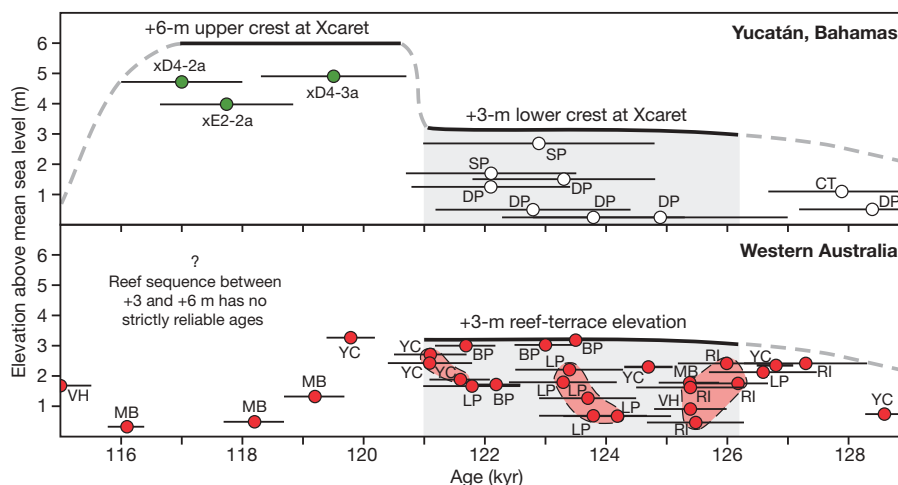 +6-m upper crest at Xcaret
Yucatán, Bahamas
6
5
4
3
2
1
xD4-2a
xD4-3a
xE2-2a
+3-m lower crest at Xcaret
SP
SP
DP
DP
DP
DP
DP
CT
DP
Elevation above mean sea level (m)
Western Australia
6
5
4
3
2
1
?
Reef sequence between
+3 and +6 m has no
strictly reliable ages
+3-m reef-terrace elevation
VH
MB
MB
MB
YC
YC
YC
BP
LP
BP
BP
BP
LP
LP
LP
LP
YC
MB
VH
RI
RI
RI
RI
YC
LP
RI
YC
116
118
120
122
124
126
128
Age (kyr)